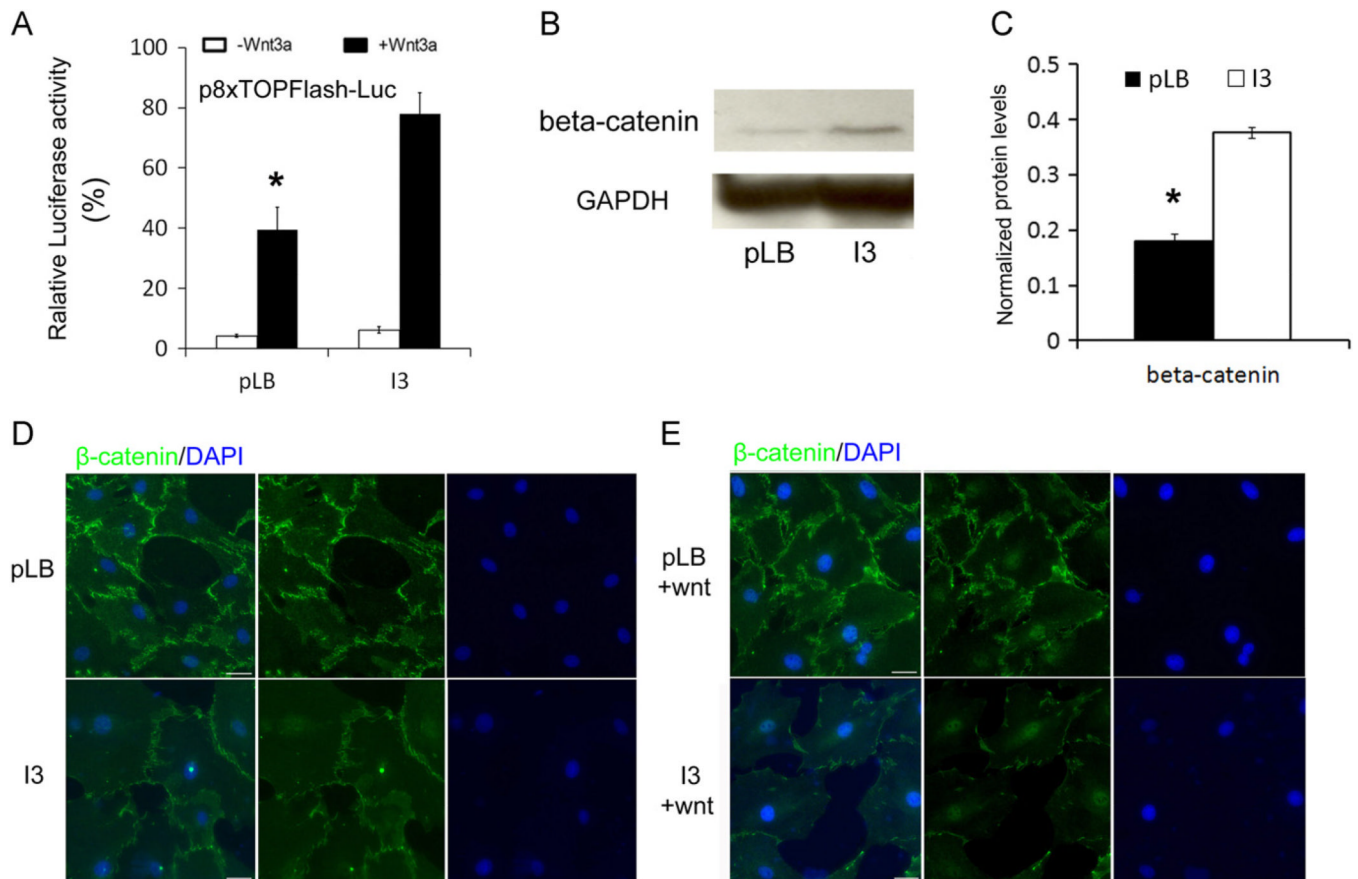 A
Ralative Luciferase activity
(%)
100
80
60
40
20
0
-Wnt3a
+Wnt3a
p8xTOPFlash-Luc
*
pLB
I3
B
beta-catenin
GAPDH
pLB
I3
C
Normalized protein levels
0.5
0.4
0.3
0.2
0.1
0
pLB
I3
*
beta-catenin
D
β-catenin/DAPI
pLB
I3
E
β-catenin/DAPI
pLB
+wnt
I3
+wnt